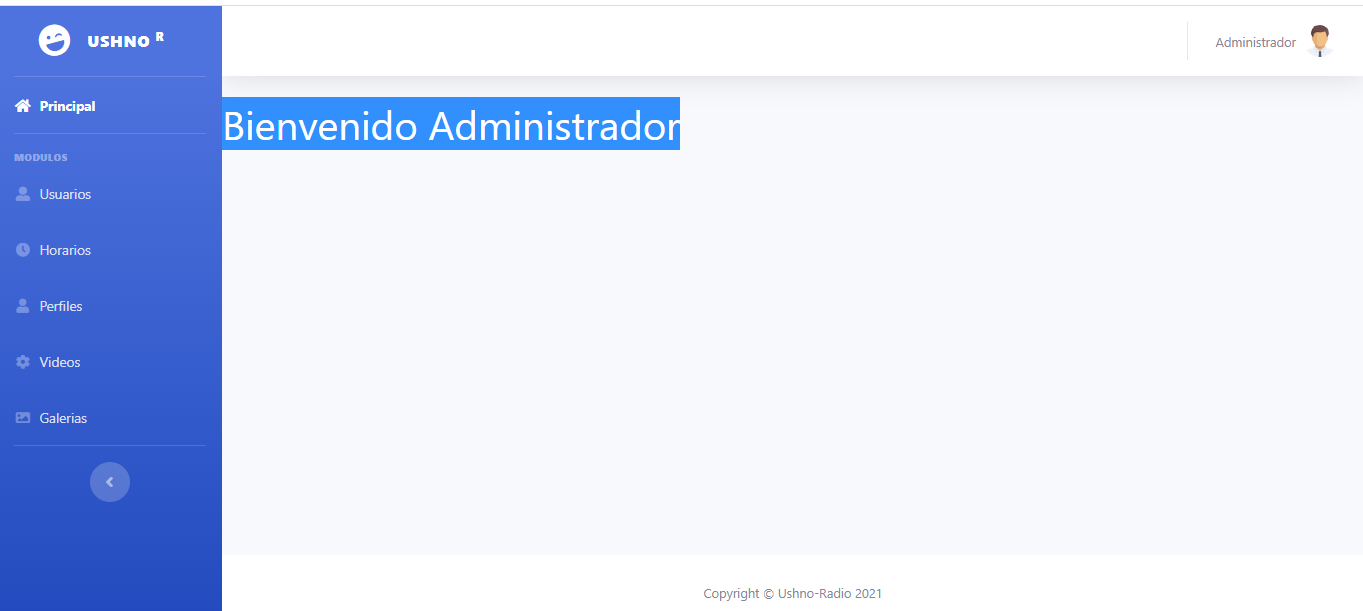 USHNO R
Administrador
Principal
Bienvenido Administrador
MODULOS
Usuarios
Horarios
Perfiles
Videos
Galerias
Copyright © Ushno-Radio 2021